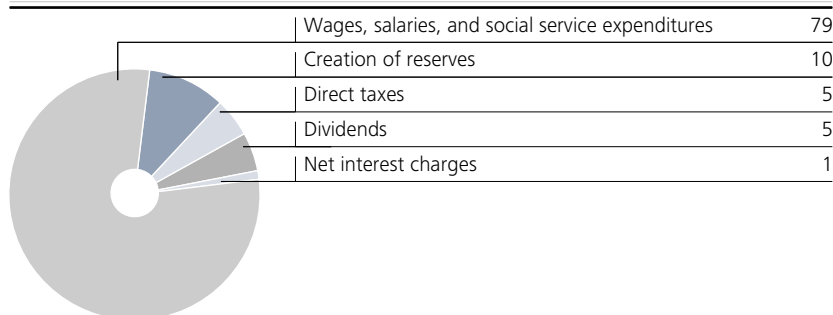 Wages, salaries, and social service expenditures 79
Creation of reserves 10
Direct taxes 5
Dividends 5
Net interest charges 1